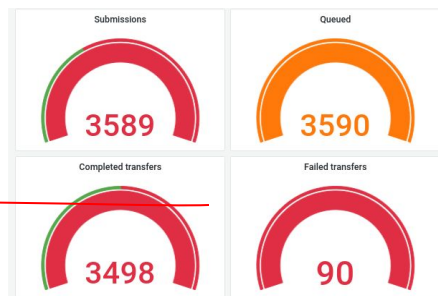 Submissions
3589
Queued
3590
Completed transfers
3498
Failed transfers
90